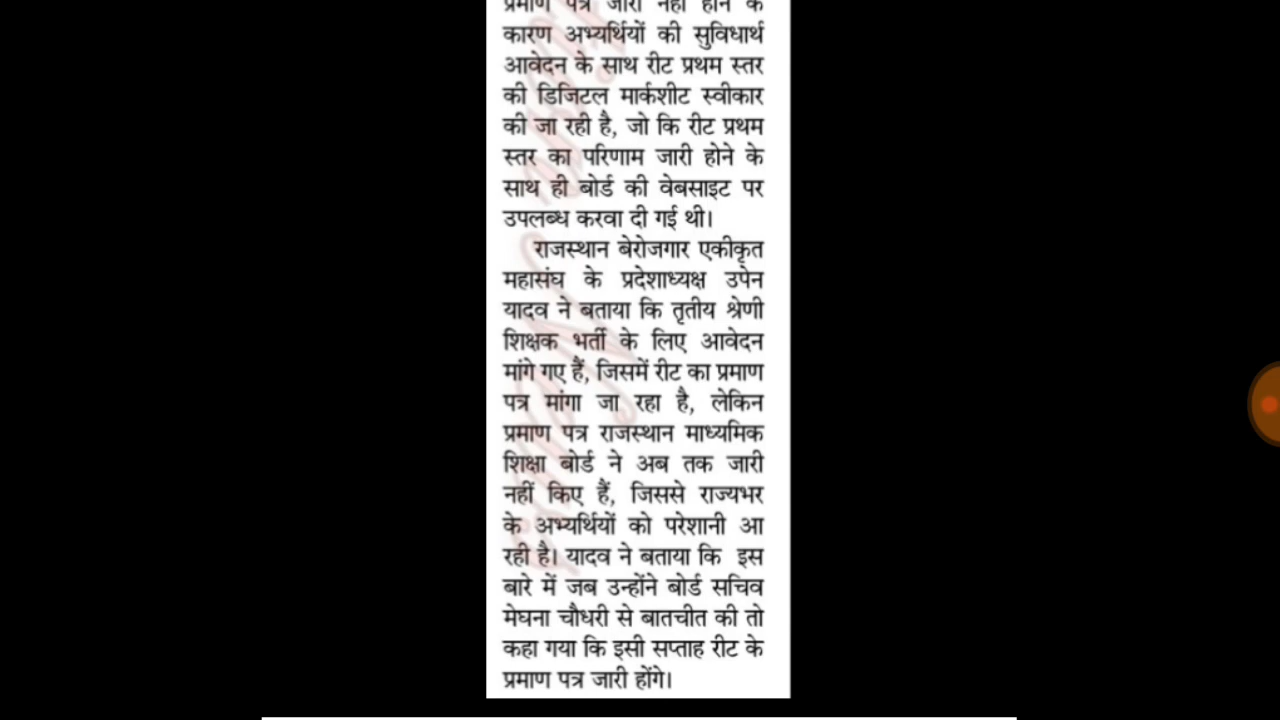 प्रमाण पत्र जारी नहीं होने के
कारण अभ्यर्थियों की सुविधार्थ
आवेदन के साथ रीट प्रथम स्तर
की डिजिटल मार्कशीट स्वीकार
की जा रही है, जो कि रीट प्रथम
स्तर का परिणाम जारी होने के
साथ ही बोर्ड की वेबसाइट पर
उपलब्ध करवा दी गई थी।
राजस्थान बेरोजगार एकीकृत
महासंघ के प्रदेशाध्यक्ष उपेन
यादव ने बताया कि तृतीय श्रेणी
शिक्षक भर्ती के लिए आवेदन
मांगे गए हैं, जिसमें रीट का प्रमाण
पत्र मांगा जा रहा है, लेकिन
प्रमाण पत्र राजस्थान माध्यमिक
शिक्षा बोर्ड ने अब तक जारी
नहीं किए हैं, जिससे राज्यभर
के अभ्यर्थियों को परेशानी आ
रही है। यादव ने बताया कि इस
बारे में जब उन्होंने बोर्ड सचिव
मेघना चौधरी से बातचीत की तो
कहा गया कि इसी सप्ताह रीट के
प्रमाण पत्र जारी होंगे।